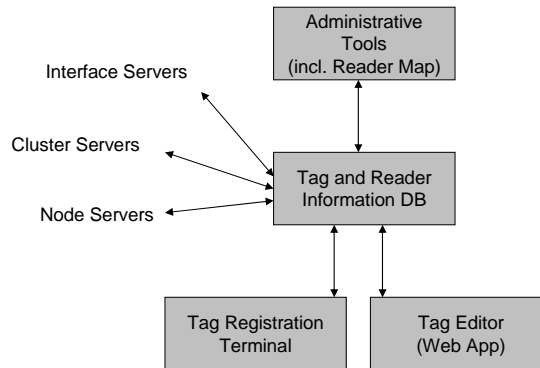 Administrative
Tools
(incl. Reader Map)
Interface Servers
Cluster Servers
Node Servers
Tag and Reader
Information DB
Tag Registration
Terminal
Tag Editor
(Web App)